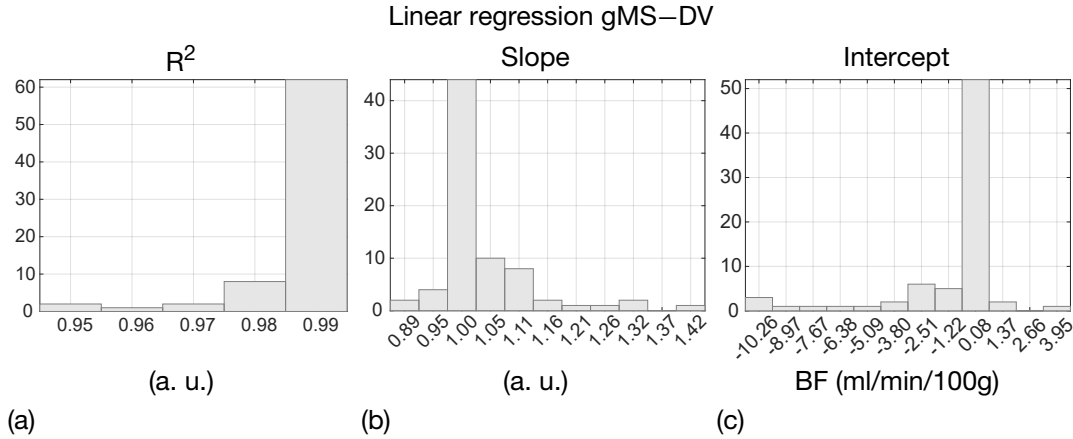 Linear regression gMS−DV
R²
60
50
40
30
20
10
0
0.95 0.96 0.97 0.98 0.99
(a. u.)
(a)
Slope
40
30
20
10
0
0.89 0.95 1.00 1.05 1.11 1.16 1.21 1.26 1.32 1.37 1.42
(a. u.)
(b)
Intercept
50
40
30
20
10
0
-10.26 -8.97 -7.67 -6.38 -5.09 -3.80 -2.51 -1.22 0.08 1.37 2.66 3.95
BF (ml/min/100g)
(c)